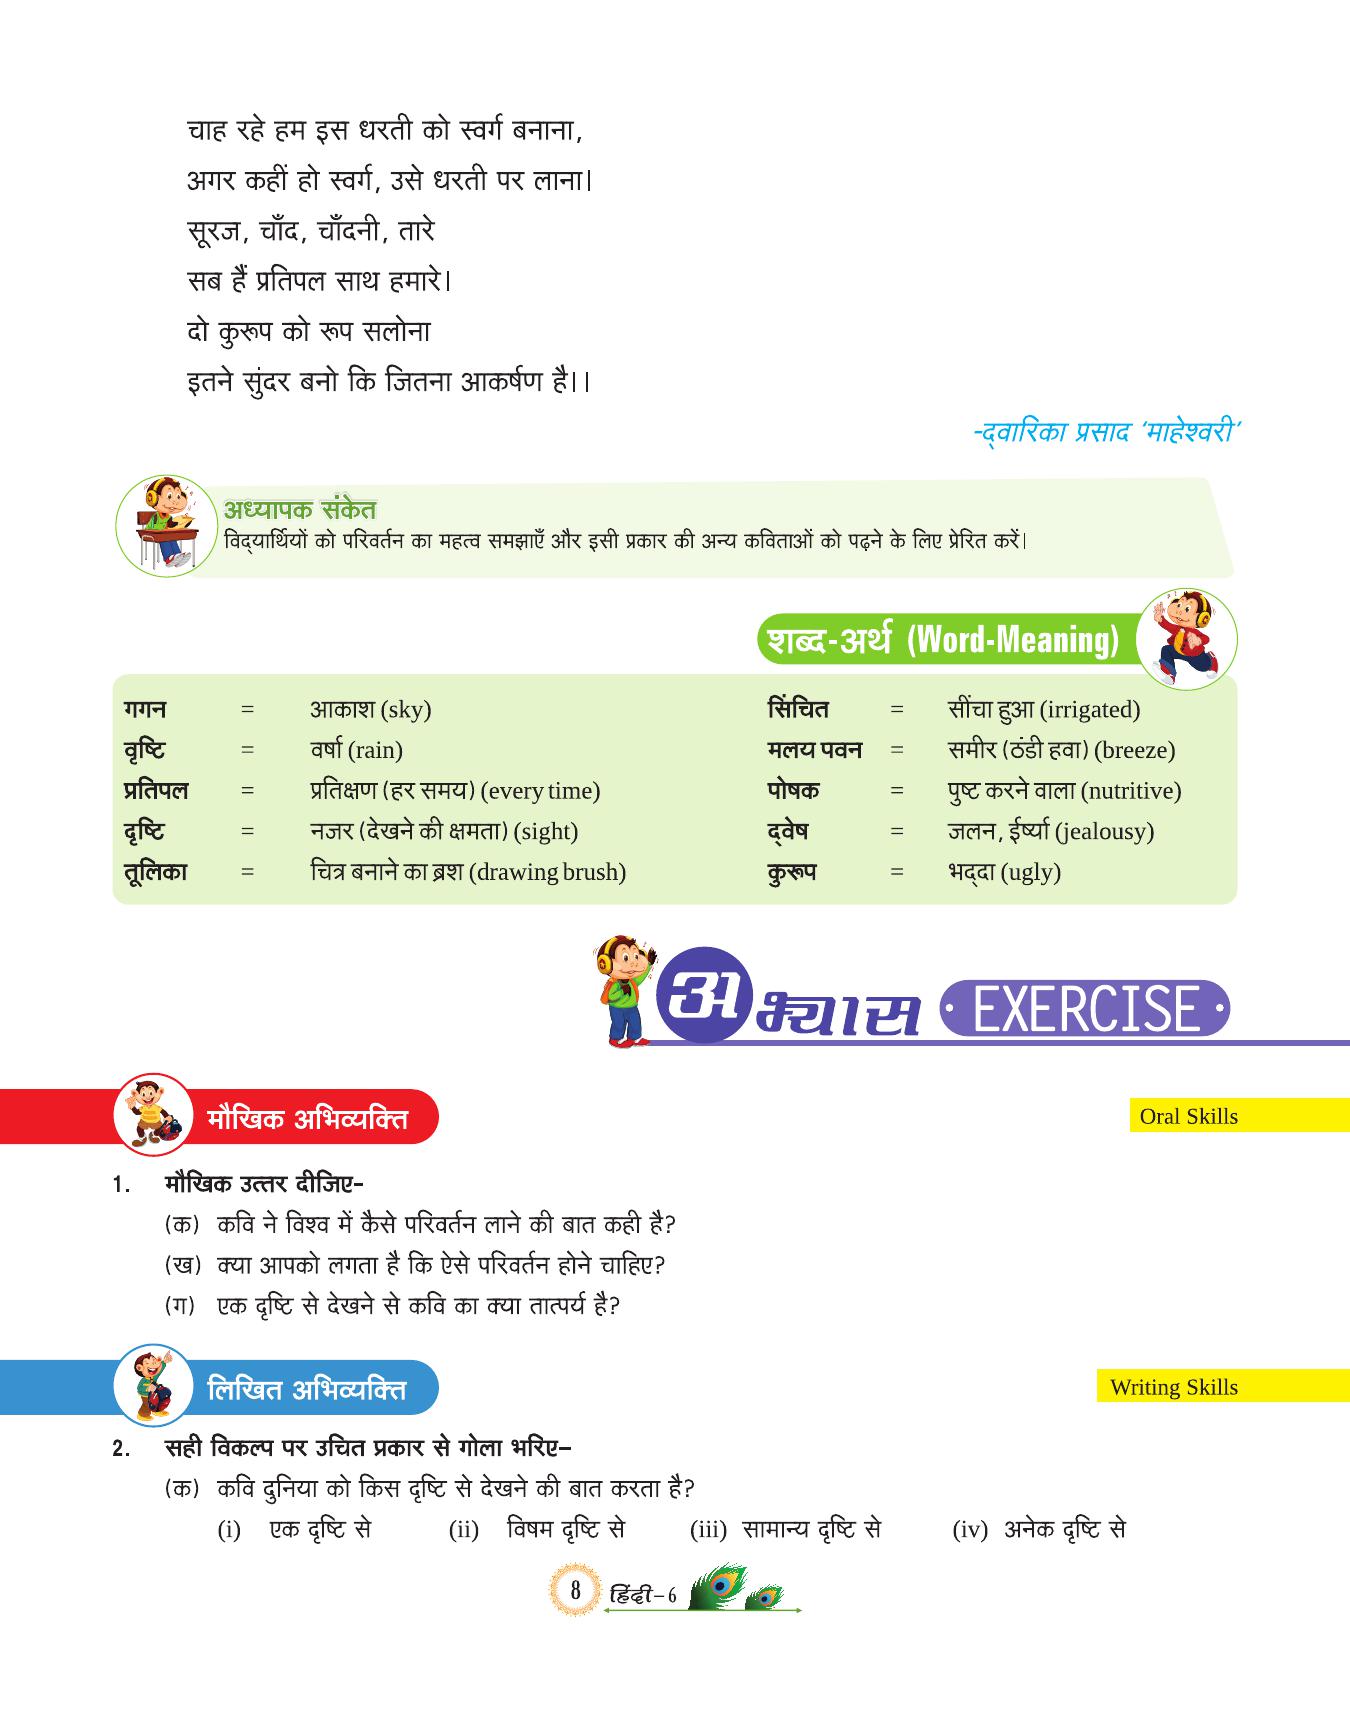 चाह रहे हम इस धरती को स्वर्ग बनाना,
अगर कहीं हो स्वर्ग, उसे धरती पर लाना।
सूरज, चाँद, चाँदनी, तारे
सब हैं प्रतिपल साथ हमारे।
दो कुरूप को रूप सलोना
इतने सुंदर बनो कि जितना आकर्षण है।।
-द्वारिका प्रसाद ‘माहेश्वरी’
अध्यापक संकेत
विद्यार्थियों को परिवर्तन का महत्व समझाएँ और इसी प्रकार की अन्य कविताओं को पढ़ने के लिए प्रेरित करें।
शब्द-अर्थ (Word-Meaning)
गगन = आकाश (sky) सिंचित = सींचा हुआ (irrigated)
वृष्टि = वर्षा (rain) मलय पवन = समीर (ठंडी हवा) (breeze)
प्रतिपल = प्रतिक्षण (हर समय) (every time) पोषक = पुष्ट करने वाला (nutritive)
दृष्टि = नजर (देखने की क्षमता) (sight) द्वेष = जलन, ईर्ष्या (jealousy)
तूलिका = चित्र बनाने का ब्रश (drawing brush) कुरूप = भद्दा (ugly)
अभ्यास EXERCISE
मौखिक अभिव्यक्ति Oral Skills
1. मौखिक उत्तर दीजिए–
(क) कवि ने विश्व में कैसे परिवर्तन लाने की बात कही है?
(ख) क्या आपको लगता है कि ऐसे परिवर्तन होने चाहिए?
(ग) एक दृष्टि से देखने से कवि का क्या तात्पर्य है?
लिखित अभिव्यक्ति Writing Skills
2. सही विकल्प पर उचित प्रकार से गोला भरिए–
(क) कवि दुनिया को किस दृष्टि से देखने की बात करता है?
(i) एक दृष्टि से (ii) विषम दृष्टि से (iii) सामान्य दृष्टि से (iv) अनेक दृष्टि से
8 हिंदी–6